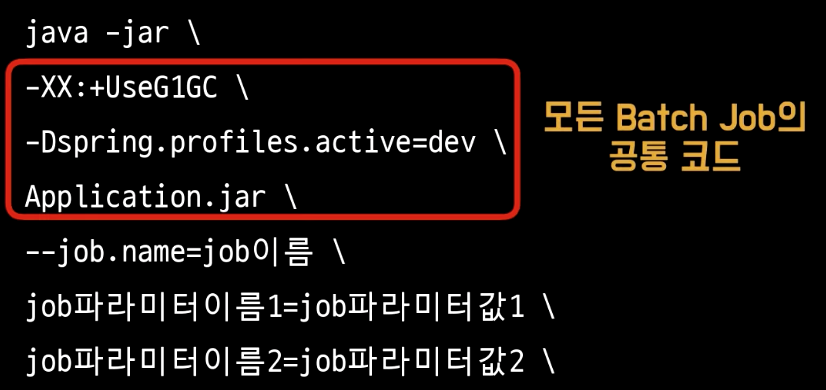 java -jar \
-XX:+UseG1GC \
-Dspring.profiles.active=dev \
Application.jar \
모든 Batch Job의
공통 코드
--job.name=job이름 \
job파라미터이름1=job파라미터값1 \
job파라미터이름2=job파라미터값2 \